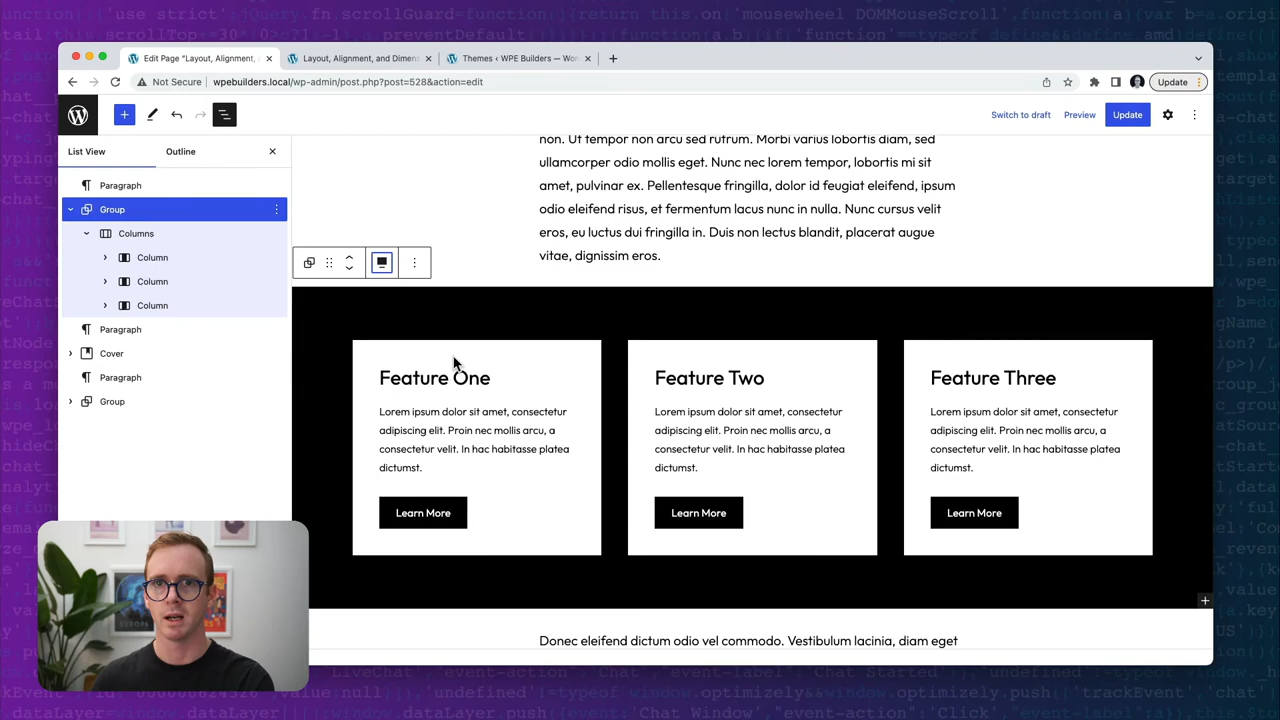 Edit Page "Layout, Alignment,
Layout, Alignment, and Dimen
Themes ‹ WPE Builders — Wor
Not Secure
wpebuilders.local/wp-admin/post.php?post=528&action=edit
Update
Switch to draft
Preview
Update
List View
Outline
Paragraph
Group
Columns
Column
Column
Column
Paragraph
Cover
Paragraph
Group
non. Ut tempor non arcu sed rutrum. Morbi varius lobortis diam, sed
ullamcorper odio mollis eget. Nunc nec lorem tempor, lobortis mi sit
amet, pulvinar ex. Pellentesque fringilla, dolor id feugiat eleifend, ipsum
odio eleifend risus, et fermentum lacus nunc in nulla. Nunc cursus velit
eros, eu luctus dui fringilla in. Duis non lectus blandit, placerat augue
vitae, dignissim eros.
Feature One
Lorem ipsum dolor sit amet, consectetur
adipiscing elit. Proin nec mollis arcu, a
consectetur velit. In hac habitasse platea
dictumst.
Learn More
Feature Two
Lorem ipsum dolor sit amet, consectetur
adipiscing elit. Proin nec mollis arcu, a
consectetur velit. In hac habitasse platea
dictumst.
Learn More
Feature Three
Lorem ipsum dolor sit amet, consectetur
adipiscing elit. Proin nec mollis arcu, a
consectetur velit. In hac habitasse platea
dictumst.
Learn More
Donec eleifend dictum odio vel commodo. Vestibulum lacinia, diam eget